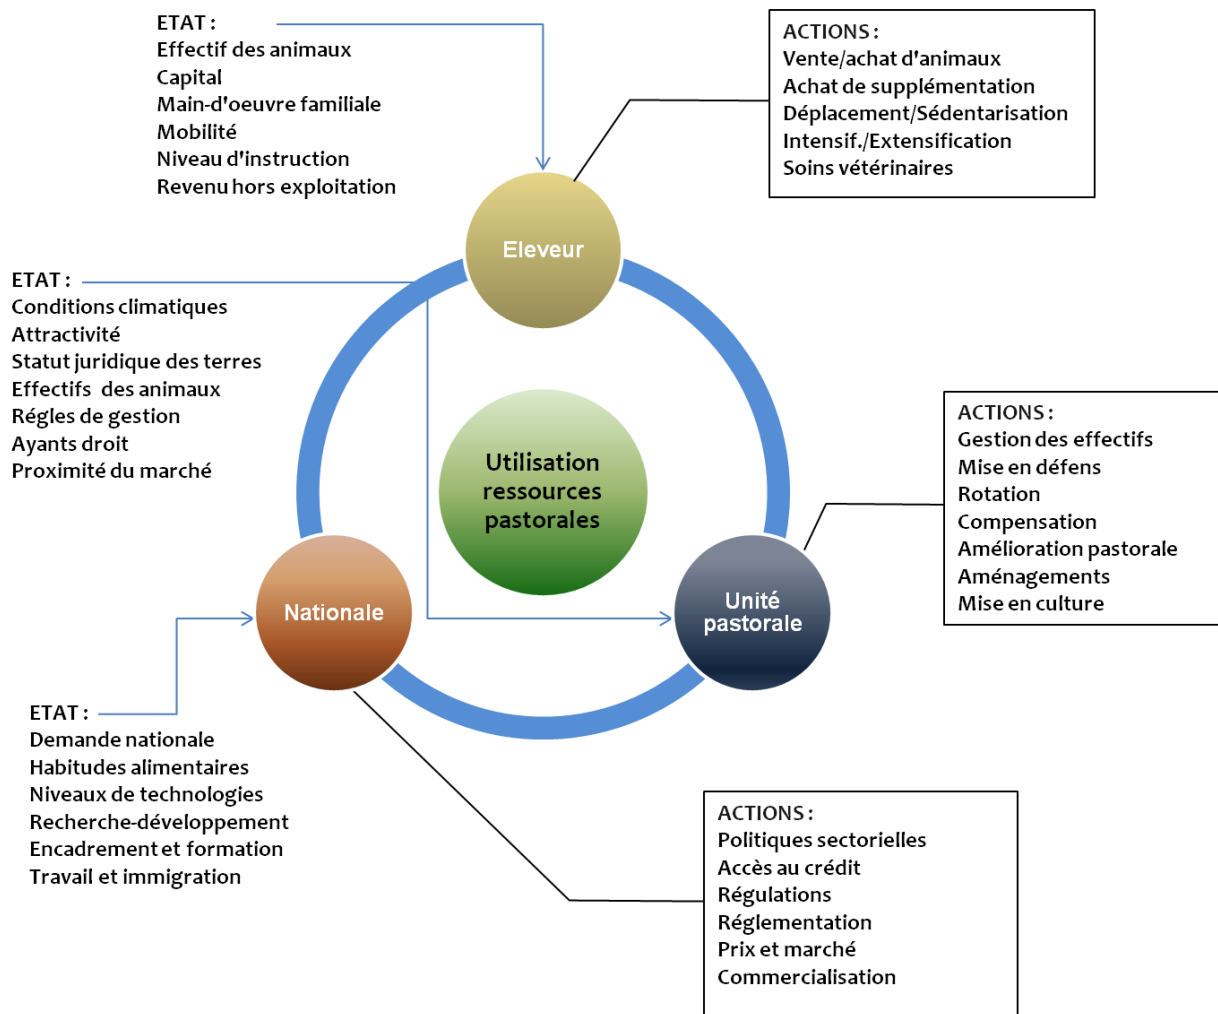 ETAT :
Effectif des animaux
Capital
Main-d'oeuvre familiale
Mobilité
Niveau d'instruction
Revenu hors exploitation
ACTIONS :
Vente/achat d'animaux
Achat de supplémentation
Déplacement/Sédentarisation
Intensif./Extensification
Soins vétérinaires
Eleveur
ETAT :
Conditions climatiques
Attractivité
Statut juridique des terres
Effectifs des animaux
Régles de gestion
Ayants droit
Proximité du marché
Utilisation
ressources
pastorales
ACTIONS :
Gestion des effectifs
Mise en défens
Rotation
Compensation
Amélioration pastorale
Aménagements
Mise en culture
Nationale
Unité
pastorale
ETAT :
Demande nationale
Habitudes alimentaires
Niveaux de technologies
Recherche-développement
Encadrement et formation
Travail et immigration
ACTIONS :
Politiques sectorielles
Accès au crédit
Régulations
Réglementation
Prix et marché
Commercialisation